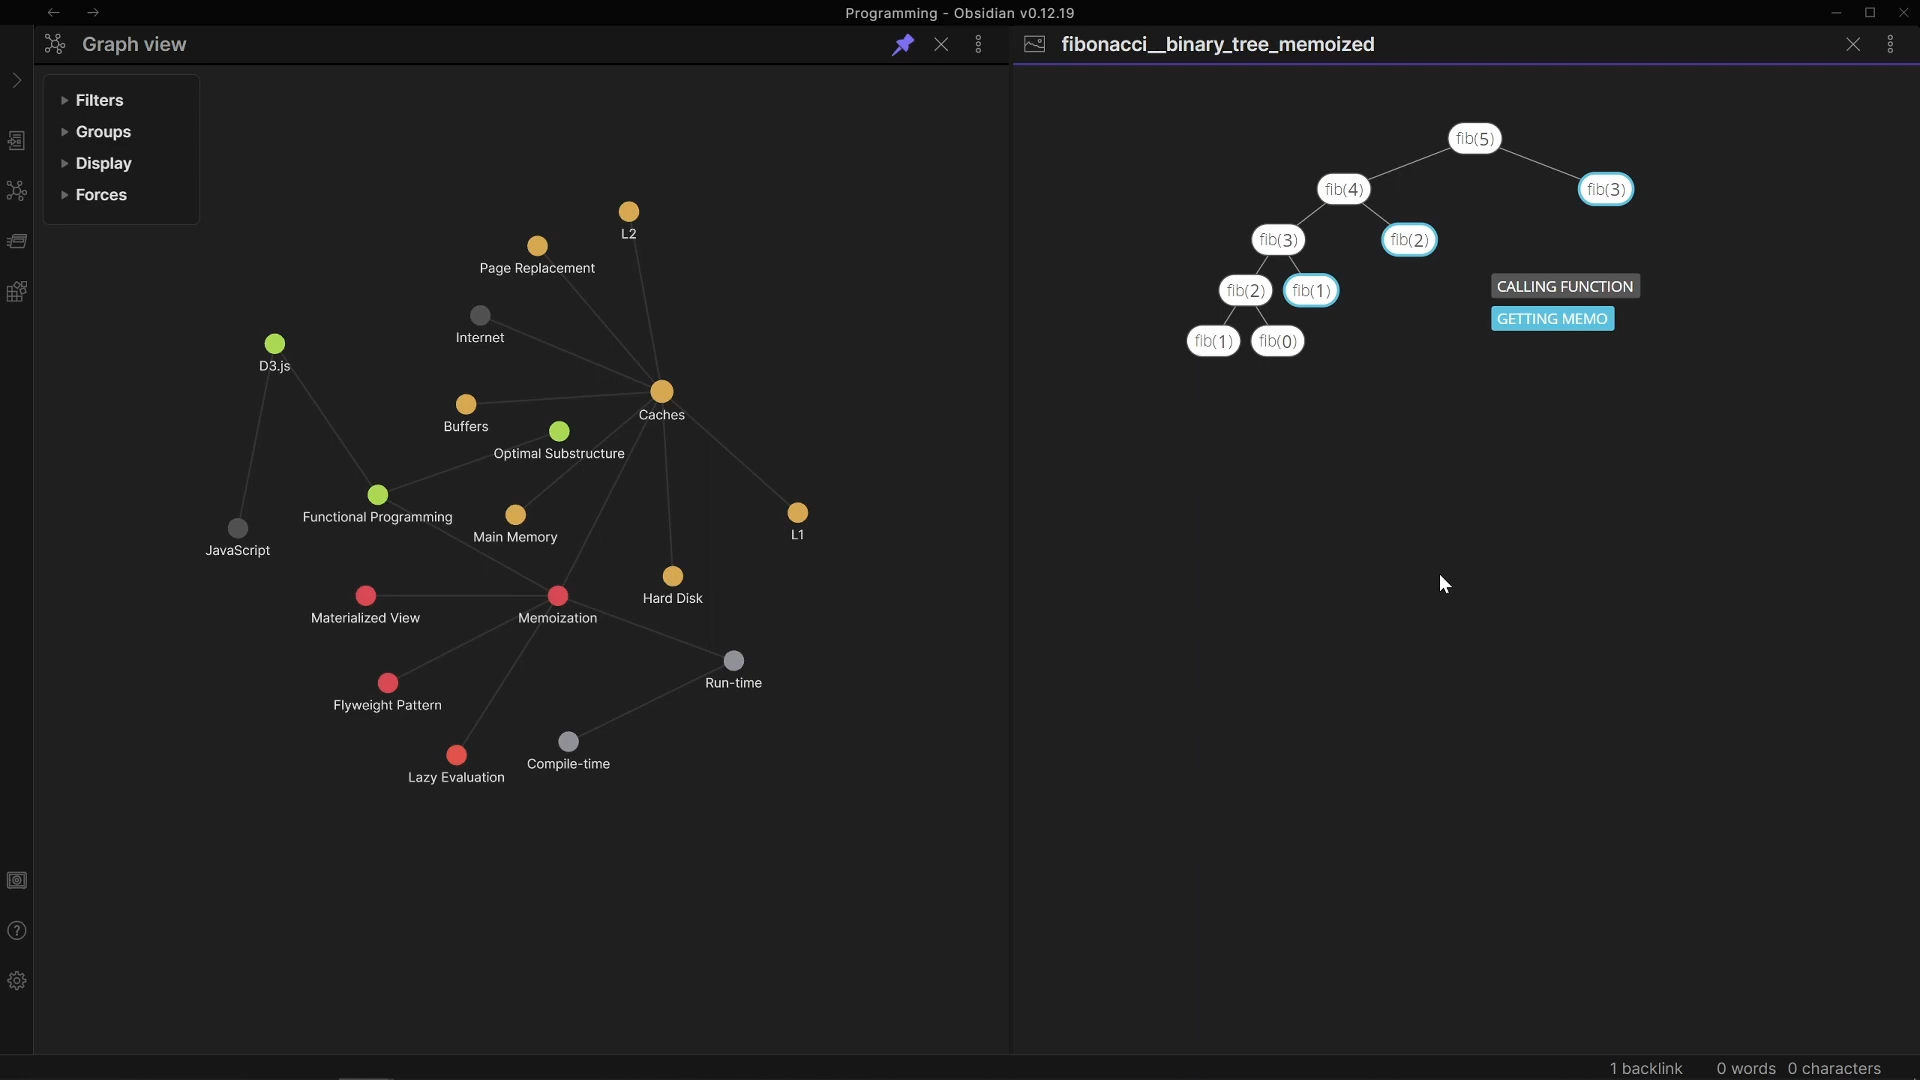 Programming - Obsidian v0.12.19
Graph view
fibonacci__binary_tree_memoized
Filters
Groups
Display
Forces
L2
Page Replacement
Internet
D3.js
Caches
Buffers
Optimal Substructure
Functional Programming
Main Memory
L1
JavaScript
Hard Disk
Materialized View
Memoization
Run-time
Flyweight Pattern
Compile-time
Lazy Evaluation
fib(5)
fib(4)
fib(3)
fib(3)
fib(2)
fib(2)
fib(1)
fib(1)
fib(0)
CALLING FUNCTION
GETTING MEMO
1 backlink 0 words 0 characters